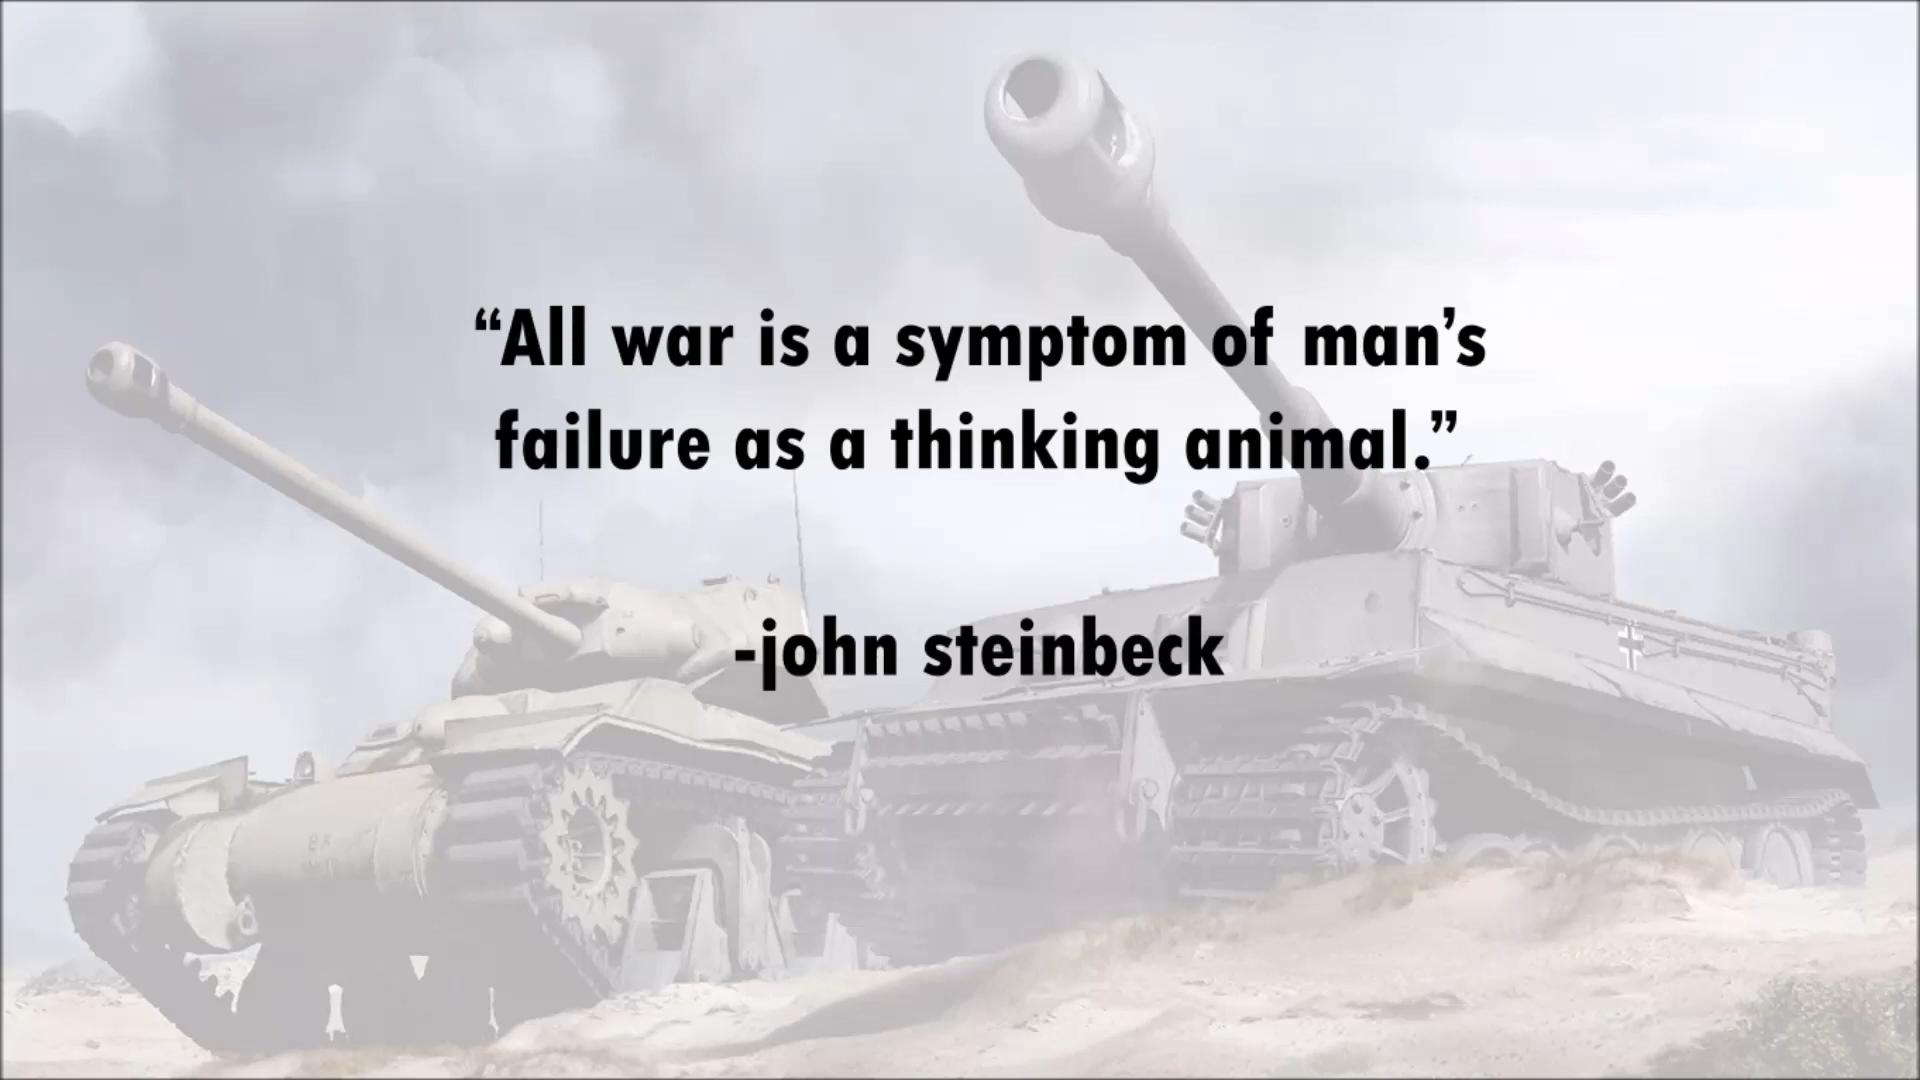 “All war is a symptom of man’s
failure as a thinking animal.”
-john steinbeck